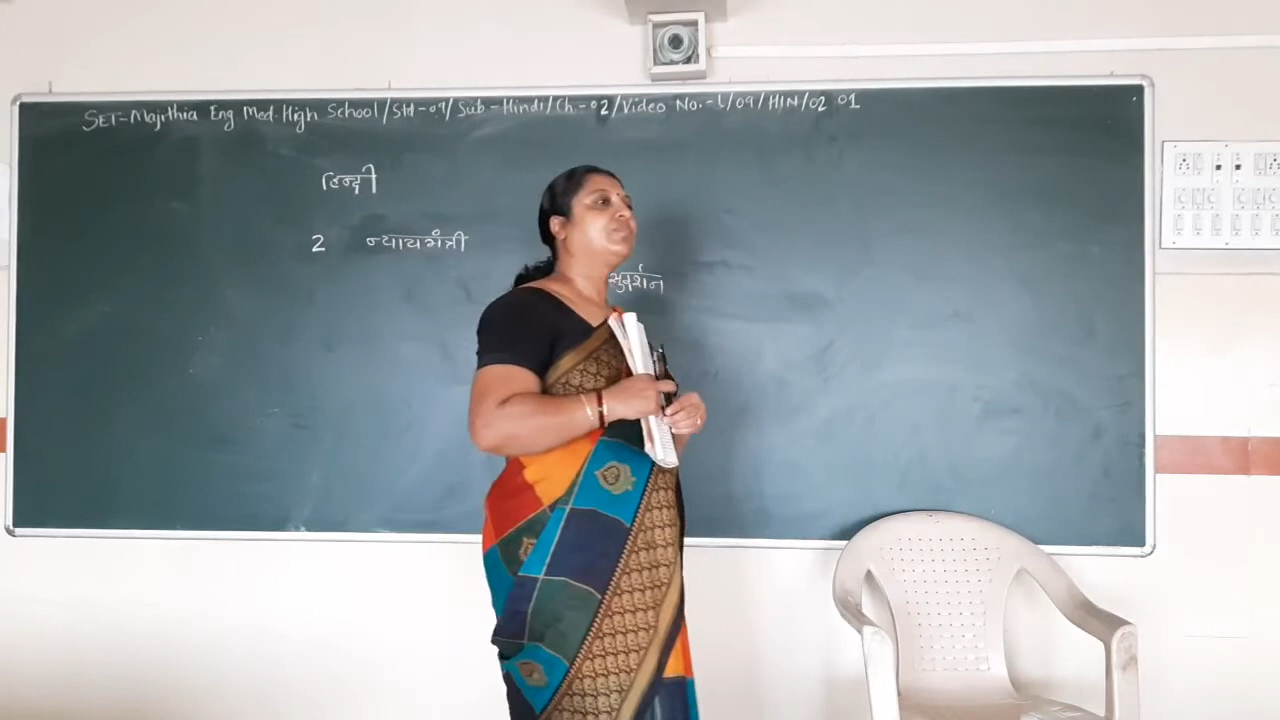 SET-Majithia Eng Med. High School/Std-09/Sub-Hindi/Ch.-02/Video No.-L/09/HIN/02 01
हिन्दी
2 न्यायमंत्री
सुदर्शन